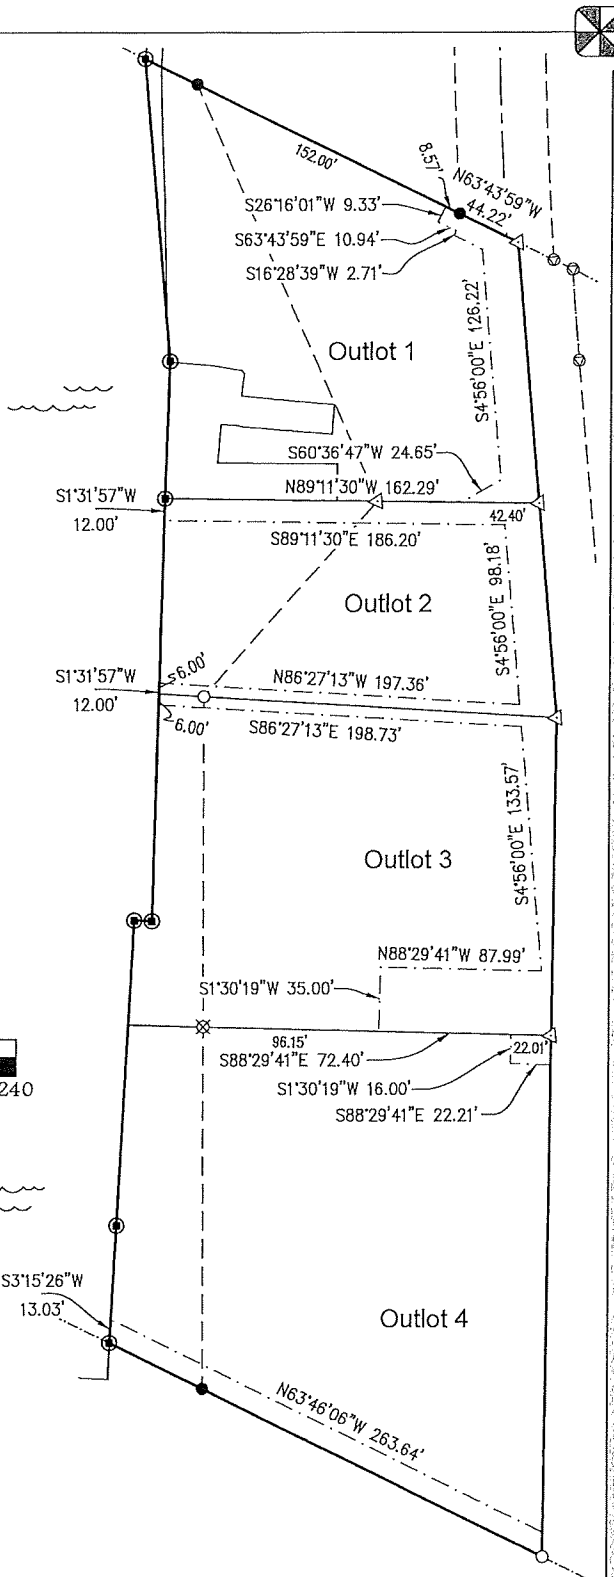 152.00'
8.57'
N63°43'59"W
44.22'
S26°16'01"W 9.33'
S63°43'59"E 10.94'
S16°28'39"W 2.71'
S4°56'00"E 126.22'
Outlot 1
S60°36'47"W 24.65'
S1°31'57"W
12.00'
N89°11'30"W 162.29'
42.40'
S89°11'30"E 186.20'
S4°56'00"E 98.18'
Outlot 2
6.00'
S1°31'57"W
12.00'
N86°27'13"W 197.36'
6.00'
S86°27'13"E 198.73'
S4°56'00"E 133.57'
Outlot 3
N88°29'41"W 87.99'
S1°30'19"W 35.00'
96.15'
22.01'
S88°29'41"E 72.40'
S1°30'19"W 16.00'
240
S88°29'41"E 22.21'
S3°15'26"W
13.03'
Outlot 4
N63°46'06"W 263.64'